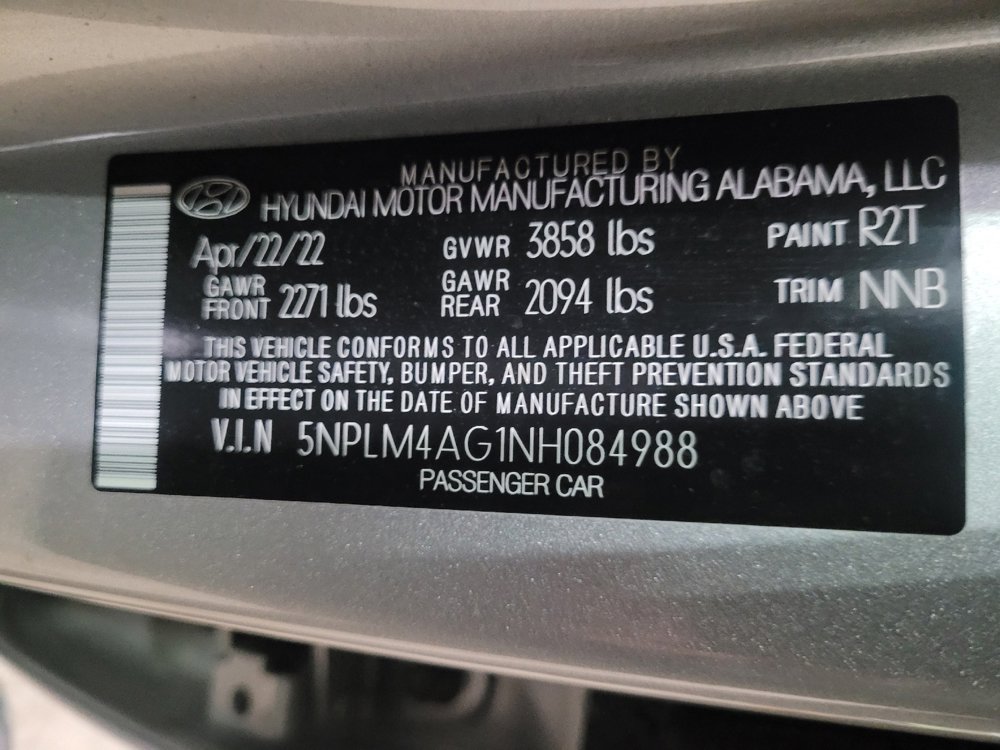 MANUFACTURED BY
HYUNDAI MOTOR MANUFACTURING ALABAMA, LLC
Apr/22/22 GVWR 3858 lbs PAINT R2T
GAWR FRONT 2271 lbs GAWR REAR 2094 lbs TRIM NNB
THIS VEHICLE CONFORMS TO ALL APPLICABLE U.S.A. FEDERAL
MOTOR VEHICLE SAFETY, BUMPER, AND THEFT PREVENTION STANDARDS
IN EFFECT ON THE DATE OF MANUFACTURE SHOWN ABOVE
V.I.N 5NPLM4AG1NH084988
PASSENGER CAR